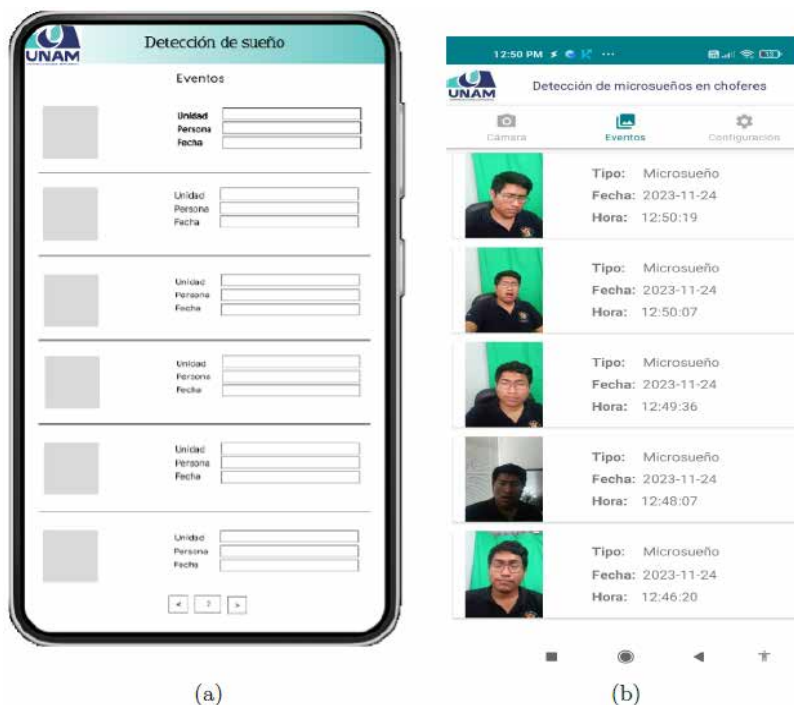 UNAM
Detección de sueño
Eventos
Unidad
Persona
Fecha
Unidad
Persona
Fecha
Unidad
Persona
Fecha
Unidad
Persona
Fecha
Unidad
Persona
Fecha
Unidad
Persona
Fecha
< 2 >
(a)
12:50 PM
UNAM
Detección de microsueños en choferes
Cámara Eventos Configuración
Tipo: Microsueño
Fecha: 2023-11-24
Hora: 12:50:19
Tipo: Microsueño
Fecha: 2023-11-24
Hora: 12:50:07
Tipo: Microsueño
Fecha: 2023-11-24
Hora: 12:49:36
Tipo: Microsueño
Fecha: 2023-11-24
Hora: 12:48:07
Tipo: Microsueño
Fecha: 2023-11-24
Hora: 12:46:20
(b)